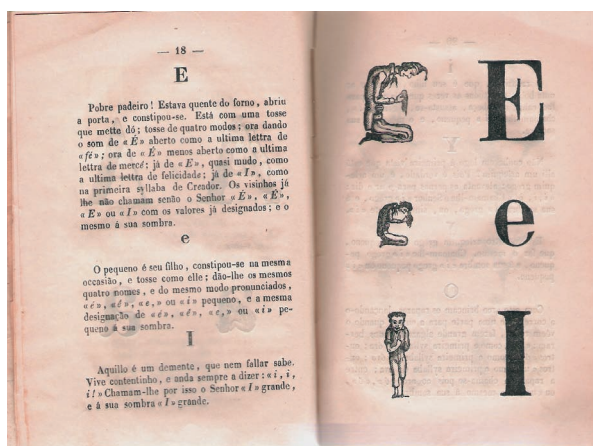 — 18 —
E
Pobre padeiro! Estava quente do forno, abriu
a porta, e constipou-se. Está com uma tosse
que mette dó; tosse de quatro modos; ora dando
o som de «É» aberto como a ultima lettra de
«fé»; ora de «Ê» menos aberto como a ultima
lettra de mercê; já de «E», quasi mudo, como
a ultima lettra de felicidade; já de «I», como
na primeira syllaba de Creador. Os visinhos já
lhe não chamam senão o Senhor «É», «Ê»,
«E» ou «I» com os valores já designados; e o
mesmo á sua sombra.
e
O pequeno é seu filho, constipou-se na mesma
occasião, e tosse como elle; dão-lhe os mesmos
quatro nomes, e do mesmo modo pronunciados,
«é», «ê», «e,» ou «i» pequeno, e a mesma
designação de «é», «ê», «e,» ou «i» pe-
queno á sua sombra.
I
Aquillo é um demente, que nem fallar sabe.
Vive contentinho, e anda sempre a dizer: «i, i,
i!» Chamam-lhe por isso o Senhor «I» grande,
e á sua sombra «I» grande.
E
e
I